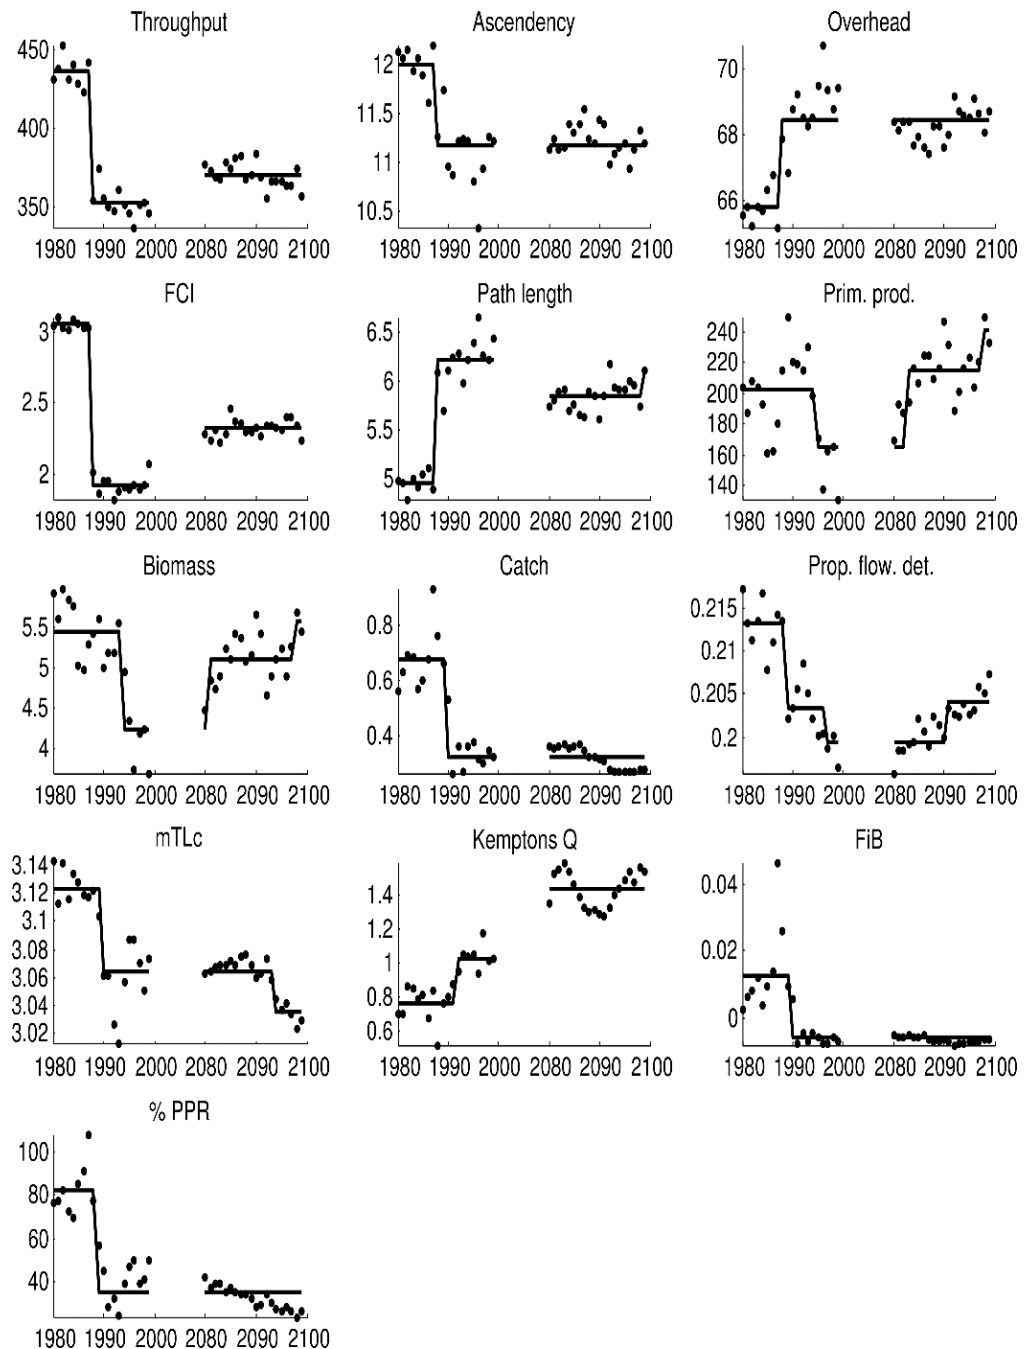 Throughput Ascendency Overhead
450
400
350
1980 1990 2000 2080 2090 2100
12
11.5
11
10.5
1980 1990 2000 2080 2090 2100
70
68
66
1980 1990 2000 2080 2090 2100
FCI Path length Prim. prod.
3
2.5
2
1980 1990 2000 2080 2090 2100
6.5
6
5.5
5
1980 1990 2000 2080 2090 2100
240
220
200
180
160
140
1980 1990 2000 2080 2090 2100
Biomass Catch Prop. flow. det.
5.5
5
4.5
4
1980 1990 2000 2080 2090 2100
0.8
0.6
0.4
1980 1990 2000 2080 2090 2100
0.215
0.21
0.205
0.2
1980 1990 2000 2080 2090 2100
mTLc Kemptons Q FiB
3.14
3.12
3.1
3.08
3.06
3.04
3.02
1980 1990 2000 2080 2090 2100
1.4
1.2
1
0.8
0.6
1980 1990 2000 2080 2090 2100
0.04
0.02
0
1980 1990 2000 2080 2090 2100
% PPR
100
80
60
40
1980 1990 2000 2080 2090 2100